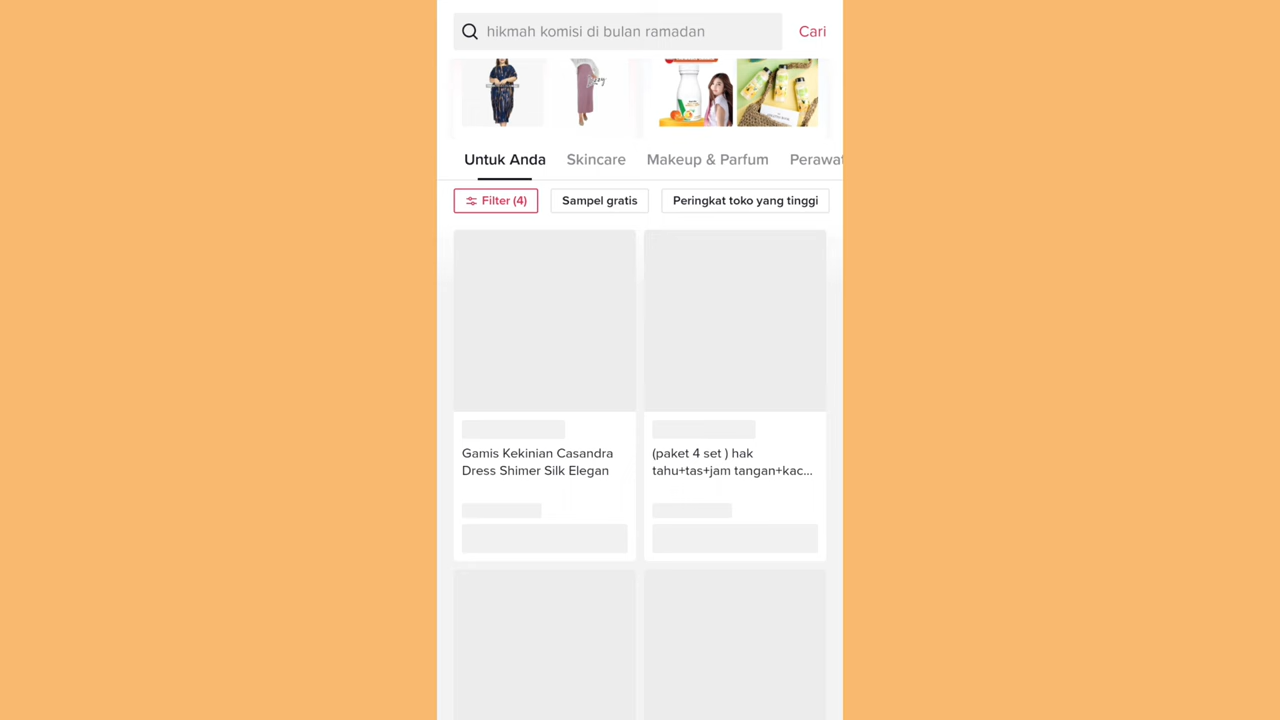 hikmah komisi di bulan ramadan
Cari
Untuk Anda
Skincare
Makeup & Parfum
Perawat
Filter (4)
Sampel gratis
Peringkat toko yang tinggi
Gamis Kekinian Casandra
Dress Shimer Silk Elegan
(paket 4 set ) hak
tahu+tas+jam tangan+kac...